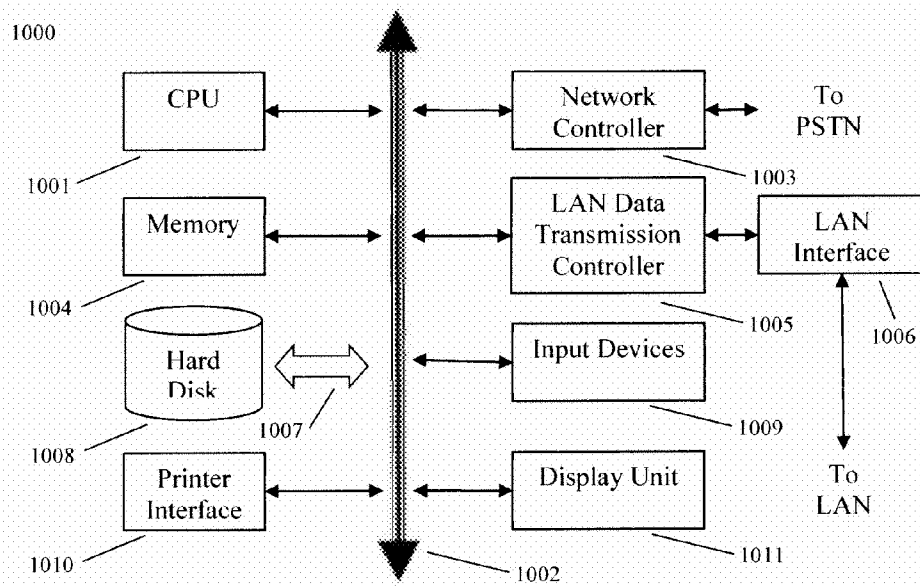 1000
CPU
1001
Network
Controller
1003
To
PSTN
Memory
1004
LAN Data
Transmission
Controller
1005
LAN
Interface
1006
Hard
Disk
1008
1007
Input Devices
1009
Printer
Interface
1010
Display Unit
1011
To
LAN
1002